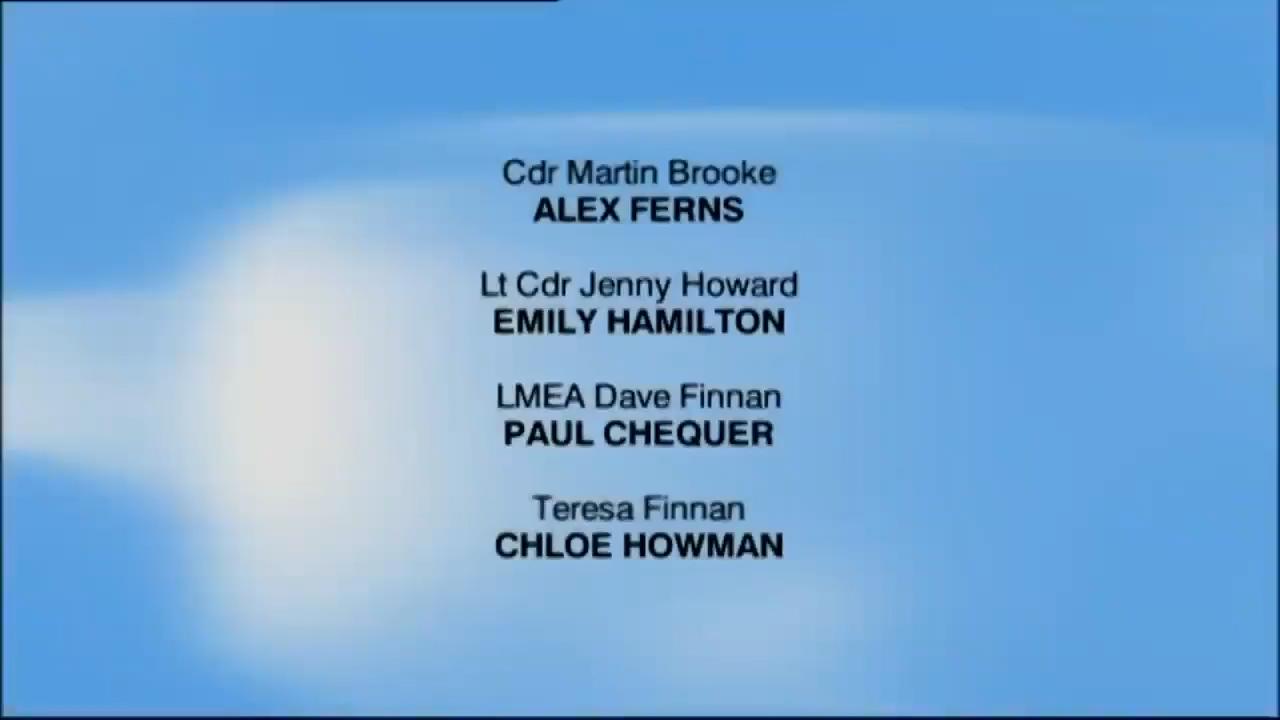 Cdr Martin Brooke
ALEX FERNS
Lt Cdr Jenny Howard
EMILY HAMILTON
LMEA Dave Finnan
PAUL CHEQUER
Teresa Finnan
CHLOE HOWMAN